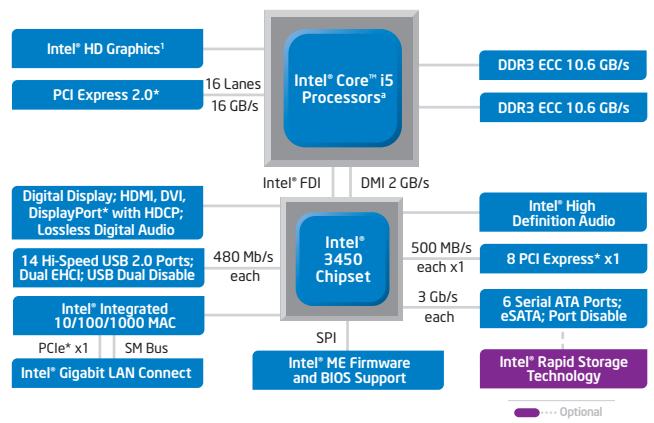 Intel® HD Graphics¹
PCI Express 2.0*
16 Lanes
16 GB/s
Intel® Core™ i5
Processors³
DDR3 ECC 10.6 GB/s
DDR3 ECC 10.6 GB/s
Intel® FDI
DMI 2 GB/s
Digital Display; HDMI, DVI,
DisplayPort* with HDCP;
Lossless Digital Audio
14 Hi-Speed USB 2.0 Ports;
Dual EHCI; USB Dual Disable
480 Mb/s
each
Intel® Integrated
10/100/1000 MAC
PCIe* x1
SM Bus
Intel® Gigabit LAN Connect
Intel®
3450
Chipset
SPI
Intel® ME Firmware
and BIOS Support
Intel® High
Definition Audio
500 MB/s
each x1
8 PCI Express* x1
3 Gb/s
each
6 Serial ATA Ports;
eSATA; Port Disable
Intel® Rapid Storage
Technology
Optional